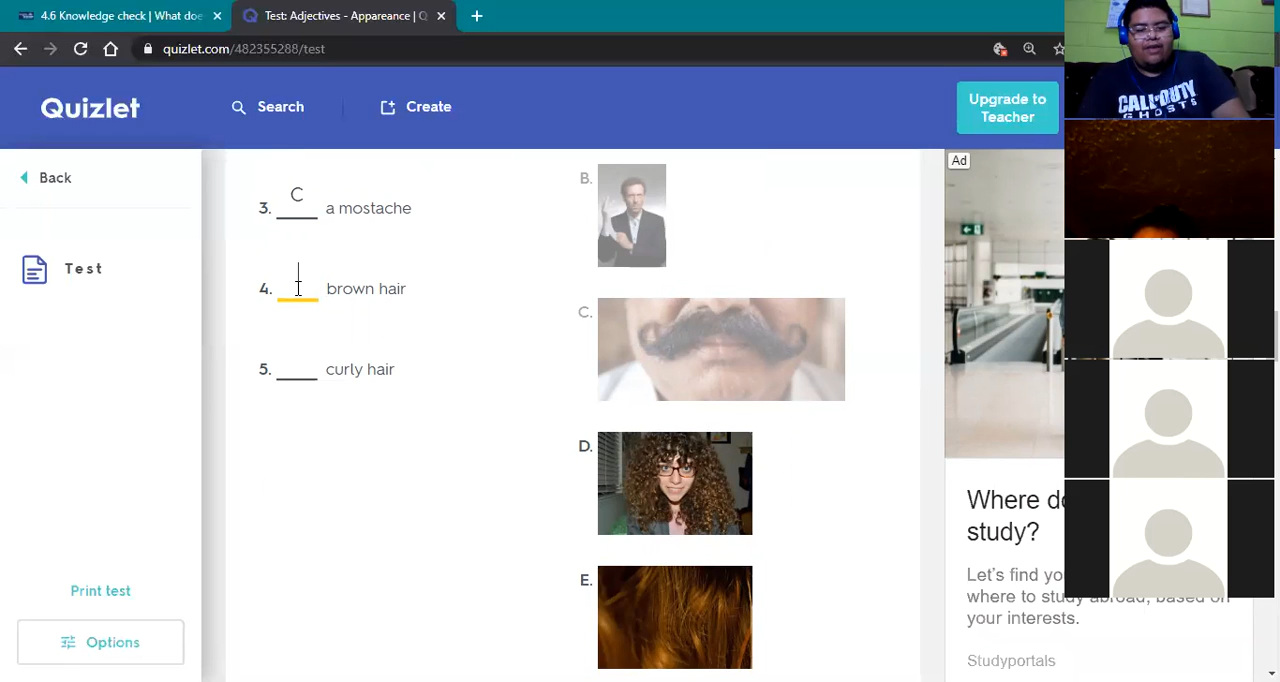 4.6 Knowledge check | What doe
Test: Adjectives - Appareance | Q
quizlet.com/482355288/test
Quizlet
Search
Create
Upgrade to
Teacher
Back
Test
Print test
Options
3. C a mostache
4. brown hair
5. curly hair
B.
C.
D.
E.
Ad
Where do
study?
Let's find yo
where to study abroad, based on
your interests.
Studyportals
CALL OF DUTY
GHOSTS